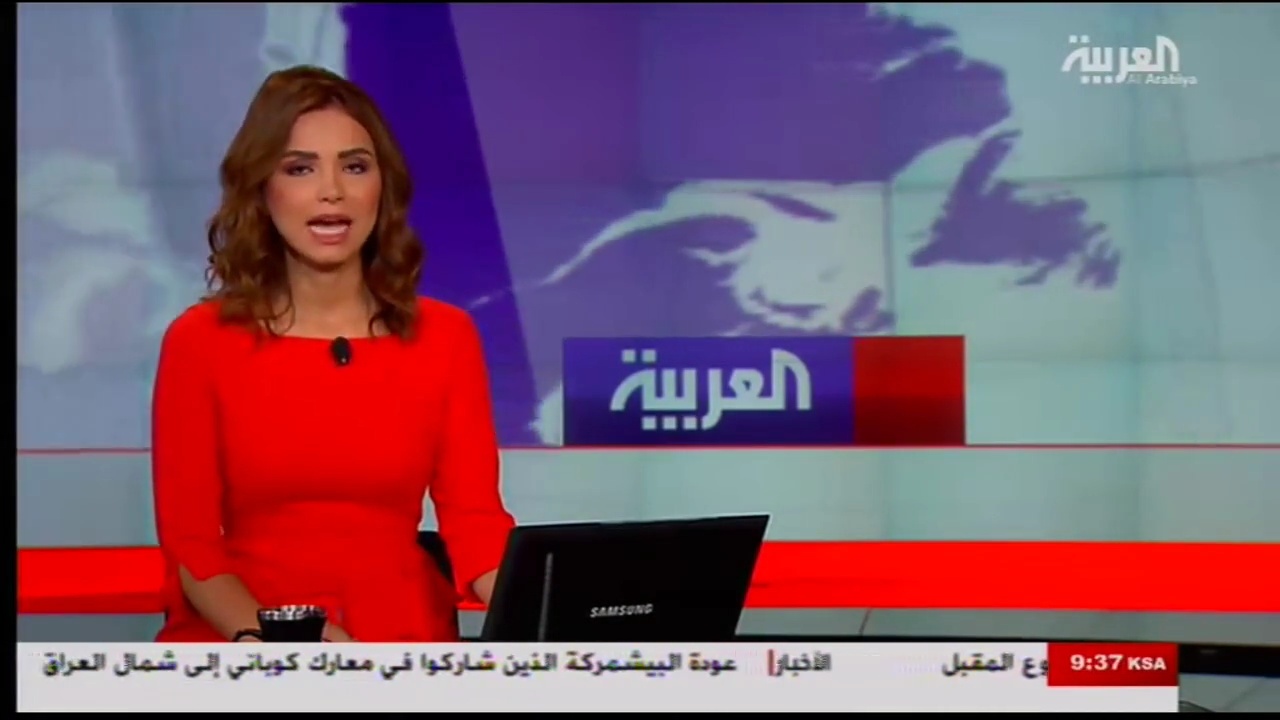 العربية
Al Arabiya
العربية
SAMSUNG
9:37 KSA
وع المقبل الأخبار عودة البيشمركة الذين شاركوا في معارك كوباني إلى شمال العراق